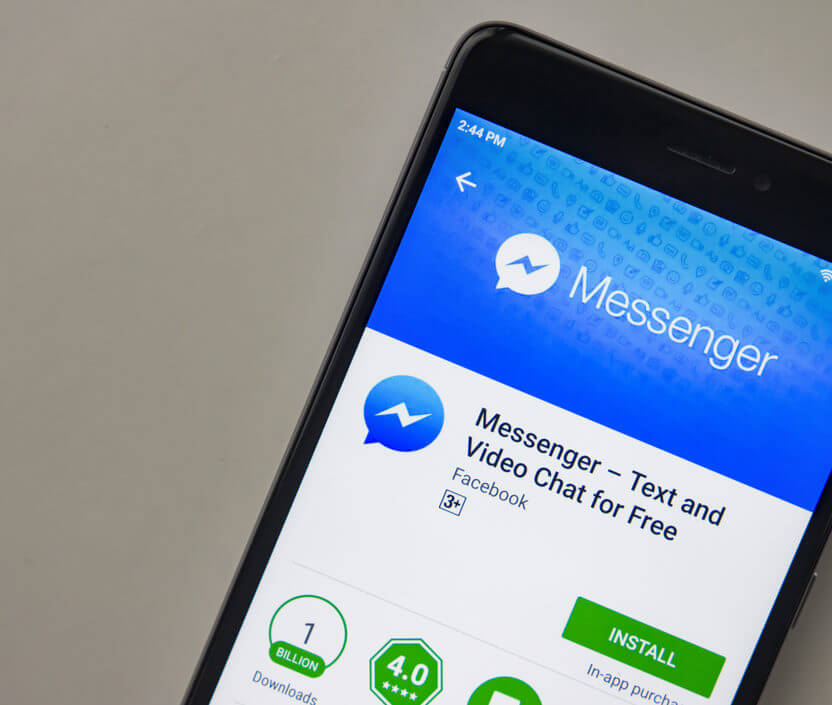 2:44 PM
Messenger
Messenger – Text and
Video Chat for Free
Facebook
3+
INSTALL
In-app purcha
1
BILLION
Downloads
4.0